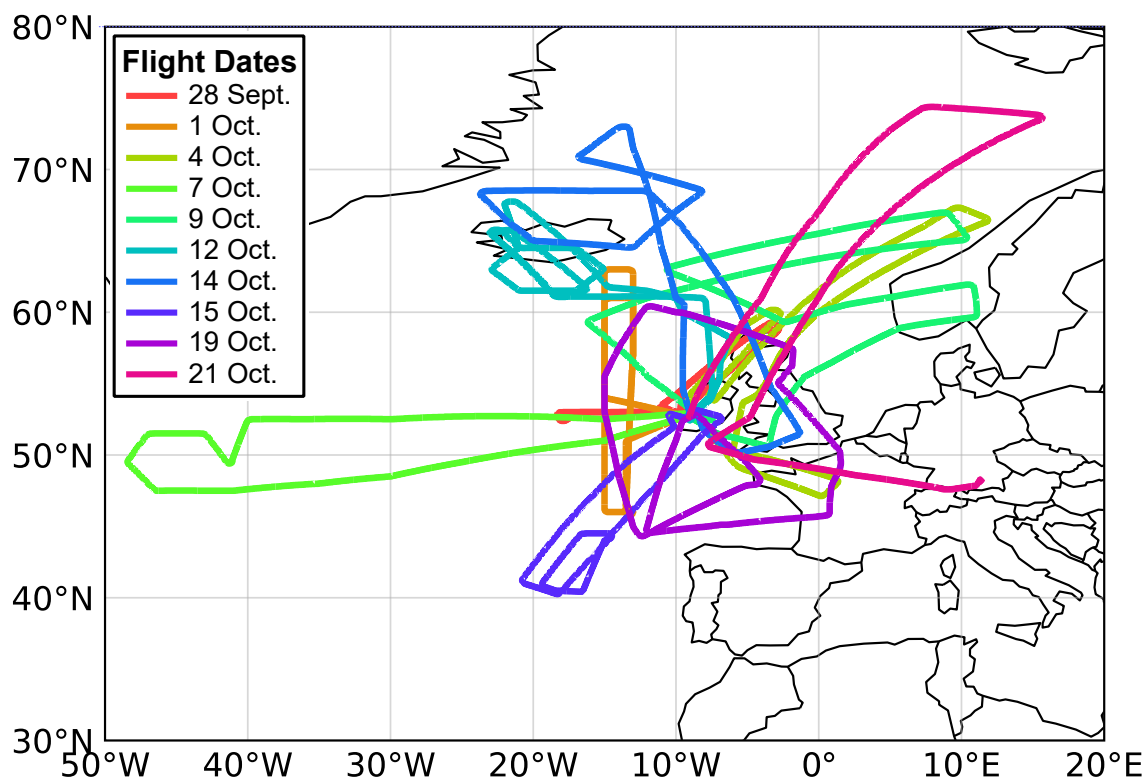 80°N
Flight Dates
28 Sept.
1 Oct.
4 Oct.
7 Oct.
9 Oct.
12 Oct.
14 Oct.
15 Oct.
19 Oct.
21 Oct.
70°N
60°N
50°N
40°N
30°N
50°W 40°W 30°W 20°W 10°W 0° 10°E 20°E